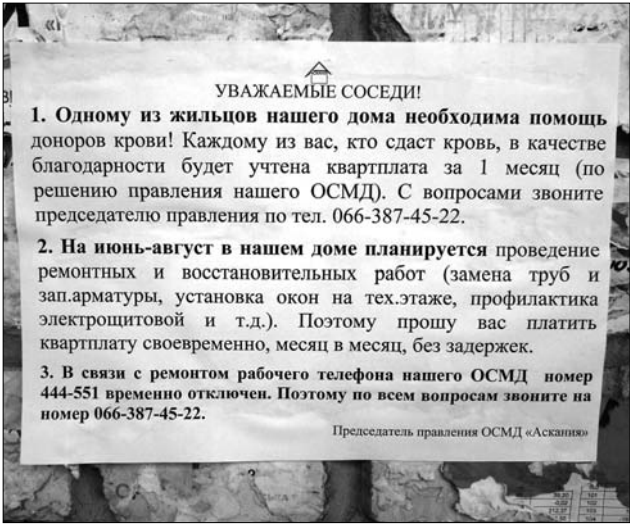 УВАЖАЕМЫЕ СОСЕДИ!
1. Одному из жильцов нашего дома необходима помощь
доноров крови! Каждому из вас, кто сдаст кровь, в качестве
благодарности будет учтена квартплата за 1 месяц (по
решению правления нашего ОСМД). С вопросами звоните
председателю правления по тел. 066-387-45-22.
2. На июнь-август в нашем доме планируется проведение
ремонтных и восстановительных работ (замена труб и
зап.арматуры, установка окон на тех.этаже, профилактика
электрощитовой и т.д.). Поэтому прошу вас платить
квартплату своевременно, месяц в месяц, без задержек.
3. В связи с ремонтом рабочего телефона нашего ОСМД номер
444-551 временно отключен. Поэтому по всем вопросам звоните на
номер 066-387-45-22.
Председатель правления ОСМД «Аскания»